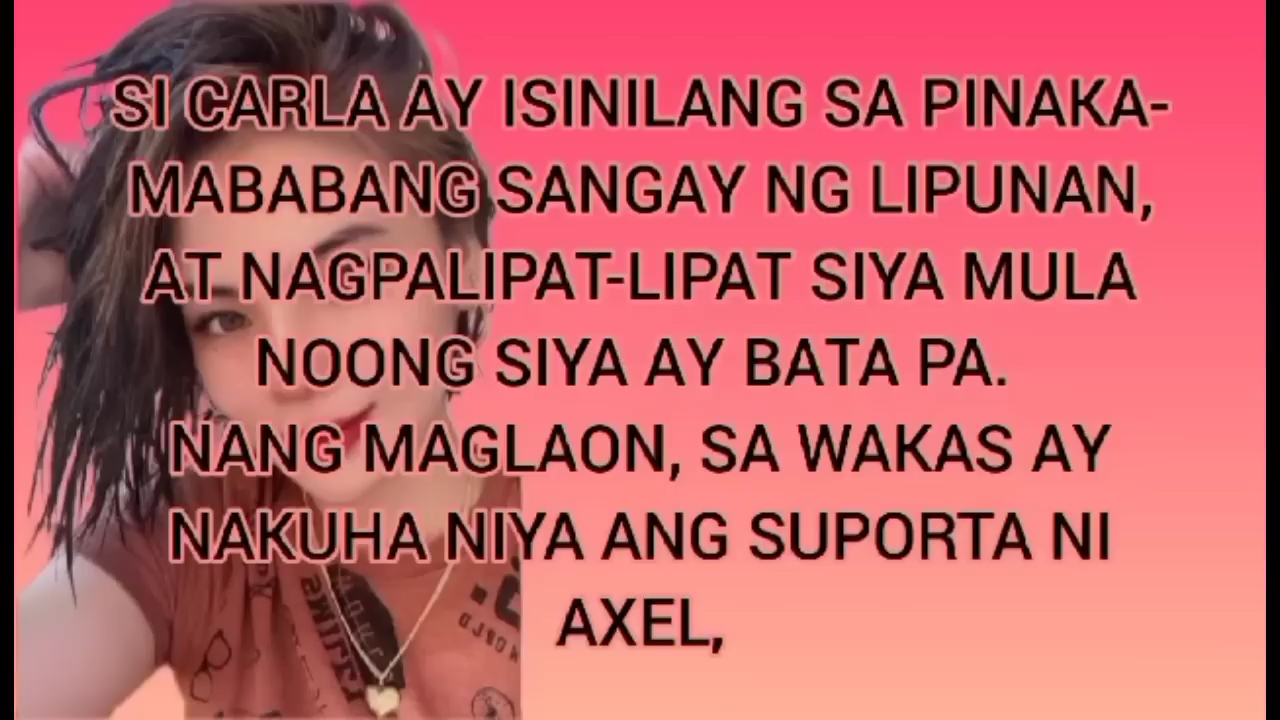 SI CARLA AY ISINILANG SA PINAKA-
MABABANG SANGAY NG LIPUNAN,
AT NAGPALIPAT-LIPAT SIYA MULA
NOONG SIYA AY BATA PA.
NANG MAGLAON, SA WAKAS AY
NAKUHA NIYA ANG SUPORTA NI
AXEL,